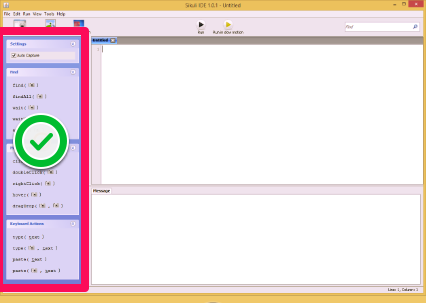 Sikuli IDE 1.0.1 - Untitled
File Edit Run View Tools Help
Run Run in slow motion
Find
Settings
Auto Capture
Untitled
1
Find
find( )
findAll( )
wait( )
doubleClick( )
rightClick( )
hover( )
dragDrop( , )
Message
Keyboard Actions
type( text )
type( , text )
paste( text )
paste( , text )
Line: 1, Column: 1